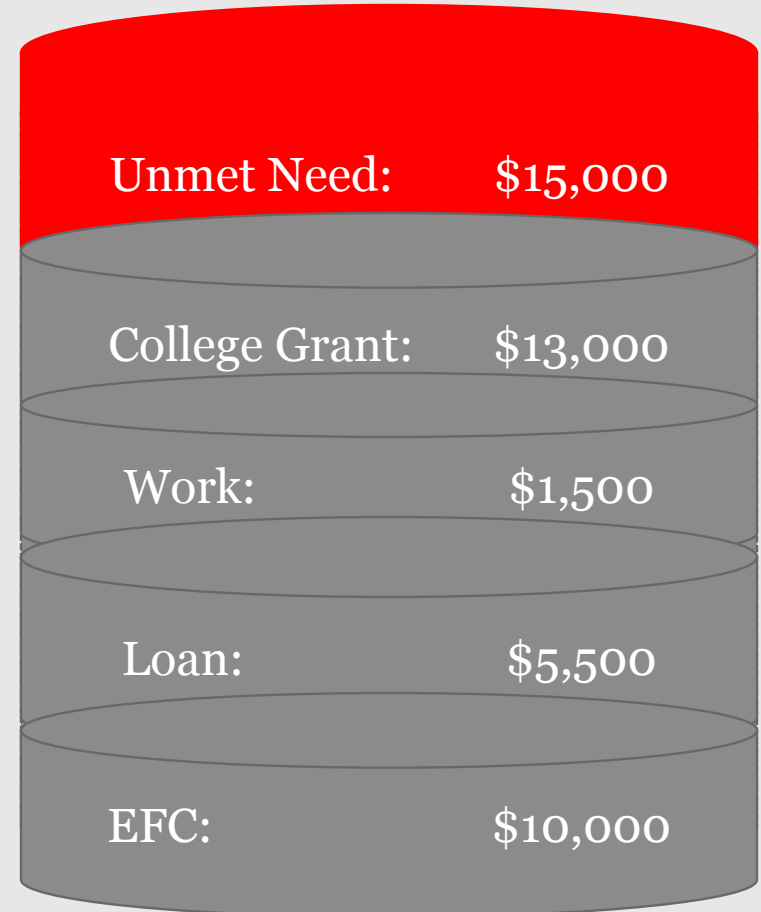 Unmet Need: $15,000
College Grant: $13,000
Work: $1,500
Loan: $5,500
EFC: $10,000